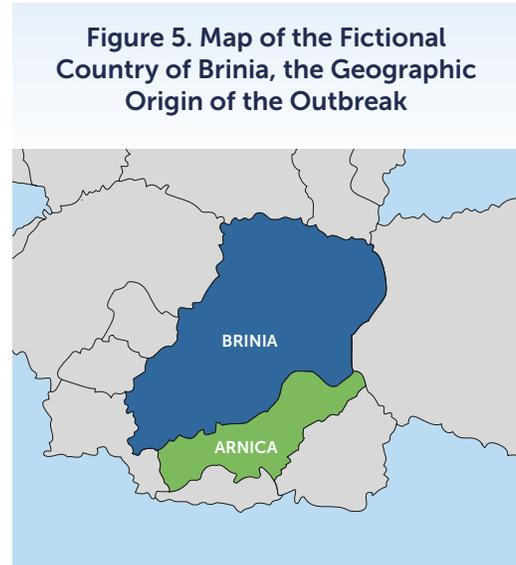 Figure 5. Map of the Fictional
Country of Brinia, the Geographic
Origin of the Outbreak
BRINIA
ARNICA